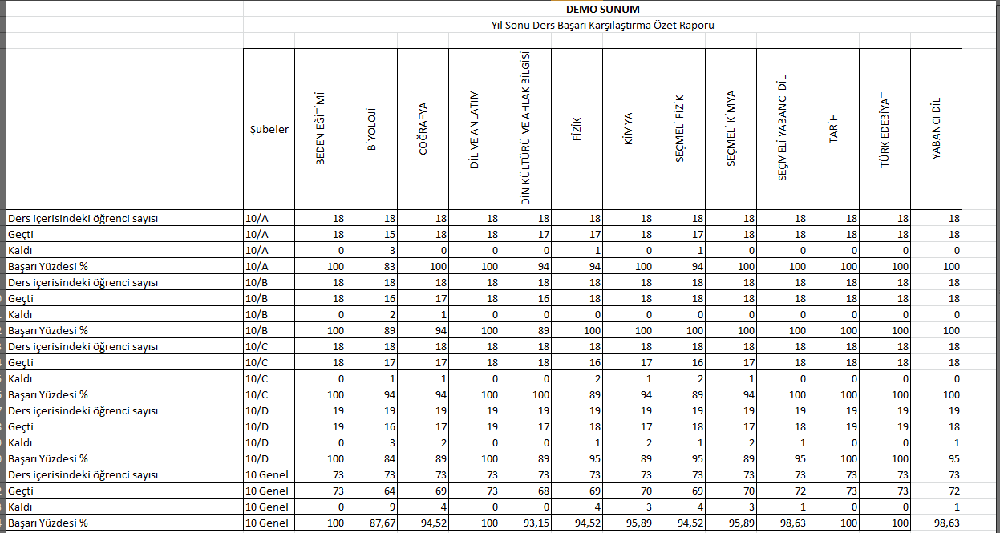 DEMO SUNUM
Yıl Sonu Ders Başarı Karşılaştırma Özet Raporu
Şubeler BEDEN EĞİTİMİ BİYOLOJİ COĞRAFYA DİL VE ANLATIM DİN KÜLTÜRÜ VE AHLAK BİLGİSİ FİZİK KİMYA SEÇMELİ FİZİK SEÇMELİ KİMYA SEÇMELİ YABANCI DİL TARİH TÜRK EDEBİYATI YABANCI DİL
Ders içerisindeki öğrenci sayısı 10/A 18 18 18 18 18 18 18 18 18 18 18 18 18
Geçti 10/A 18 15 18 18 17 17 18 17 18 18 18 18 18
Kaldı 10/A 0 3 0 0 0 1 0 1 0 0 0 0 0
Başarı Yüzdesi % 10/A 100 83 100 100 94 94 100 94 100 100 100 100 100
Ders içerisindeki öğrenci sayısı 10/B 18 18 18 18 18 18 18 18 18 18 18 18 18
Geçti 10/B 18 16 17 18 16 18 18 18 18 18 18 18 18
Kaldı 10/B 0 2 1 0 0 0 0 0 0 0 0 0 0
Başarı Yüzdesi % 10/B 100 89 94 100 89 100 100 100 100 100 100 100 100
Ders içerisindeki öğrenci sayısı 10/C 18 18 18 18 18 18 18 18 18 18 18 18 18
Geçti 10/C 18 17 17 18 18 16 17 16 17 18 18 18 18
Kaldı 10/C 0 1 1 0 0 2 1 2 1 0 0 0 0
Başarı Yüzdesi % 10/C 100 94 94 100 100 89 94 89 94 100 100 100 100
Ders içerisindeki öğrenci sayısı 10/D 19 19 19 19 19 19 19 19 19 19 19 19 19
Geçti 10/D 19 16 17 19 17 18 17 18 17 18 19 19 18
Kaldı 10/D 0 3 2 0 0 1 2 1 2 1 0 0 1
Başarı Yüzdesi % 10/D 100 84 89 100 89 95 89 95 89 95 100 100 95
Ders içerisindeki öğrenci sayısı 10 Genel 73 73 73 73 73 73 73 73 73 73 73 73 73
Geçti 10 Genel 73 64 69 73 68 69 70 69 70 72 73 73 72
Kaldı 10 Genel 0 9 4 0 0 4 3 4 3 1 0 0 1
Başarı Yüzdesi % 10 Genel 100 87,67 94,52 100 93,15 94,52 95,89 94,52 95,89 98,63 100 100 98,63